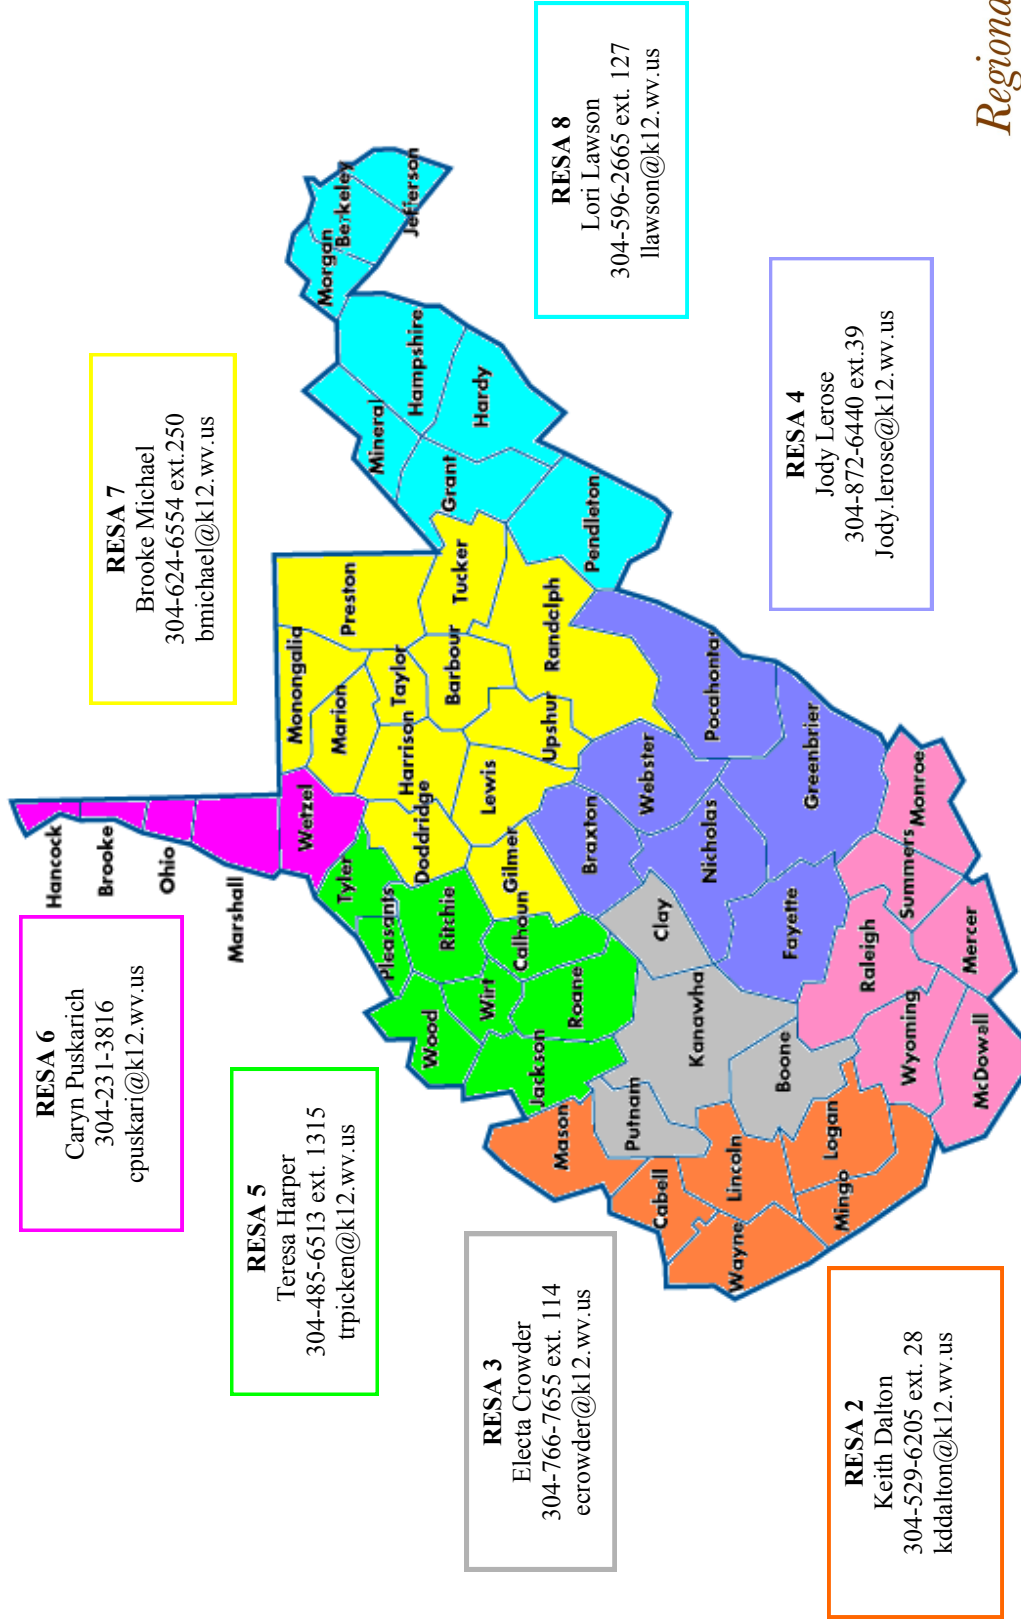 RESA 6
Caryn Puskarich
304-231-3816
cpuskari@k12.wv.us
RESA 7
Brooke Michael
304-624-6554 ext.250
bmichael@k12.wv.us
RESA 5
Teresa Harper
304-485-6513 ext. 1315
trpicken@k12.wv.us
RESA 3
Electa Crowder
304-766-7655 ext. 114
ecrowder@k12.wv.us
RESA 8
Lori Lawson
304-596-2665 ext. 127
llawson@k12.wv.us
RESA 2
Keith Dalton
304-529-6205 ext. 28
kddalton@k12.wv.us
RESA 4
Jody Lerose
304-872-6440 ext.39
Jody.lerose@k12.wv.us
Hancock
Brooke
Ohio
Marshall
Wetzel
Monongalia
Marion
Preston
Morgan
Berkeley
Jefferson
Mineral
Hampshire
Tyler
Pleasants
Doddridge
Harrison
Taylor
Barbour
Tucker
Grant
Hardy
Wood
Ritchie
Wirt
Calhoun
Gilmer
Lewis
Upshur
Randolph
Pendleton
Jackson
Roane
Mason
Putnam
Clay
Braxton
Webster
Pocahontas
Cabell
Kanawha
Nicholas
Wayne
Lincoln
Boone
Fayette
Greenbrier
Mingo
Logan
Raleigh
Summers
Monroe
Wyoming
Mercer
McDowell
Regiona